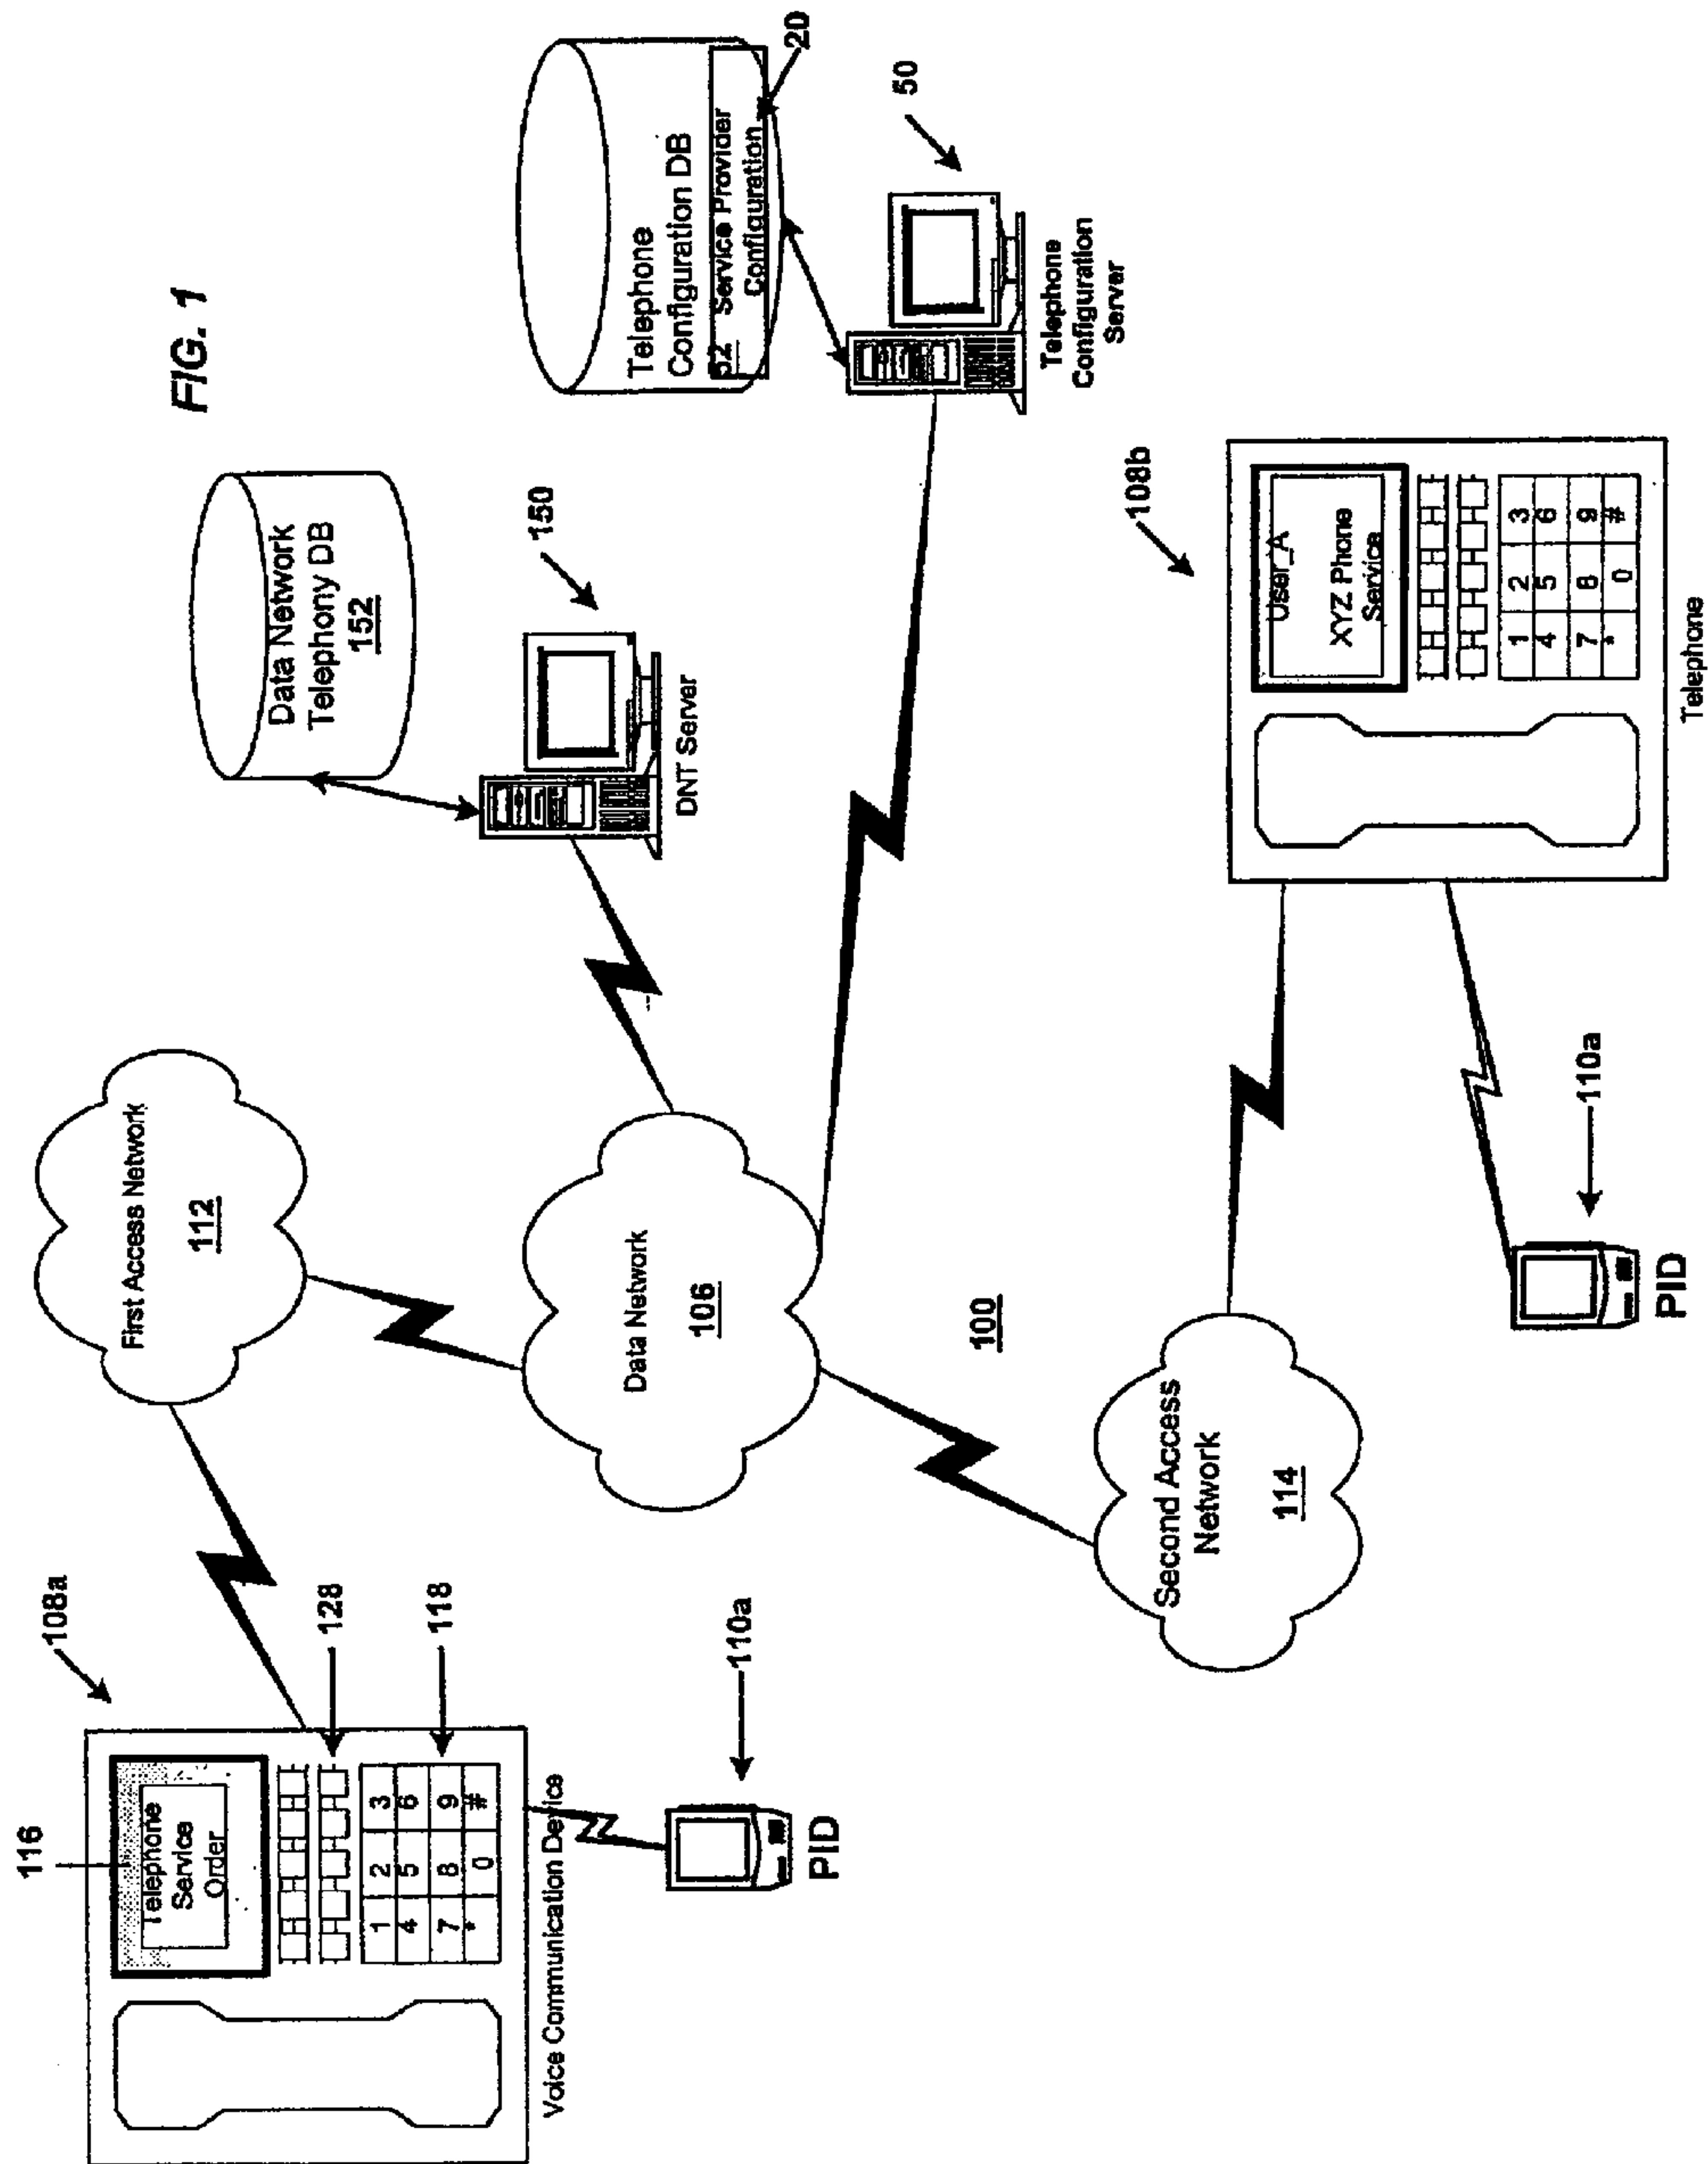 FIG. 1
116
Telephone
Service
Order
108a
128
118
1 2 3
4 5 6
7 8 9
* 0 #
Voice Communication Device
110a
PID
First Access Network
112
Data Network
106
100
Second Access
Network
114
Data Network
Telephony DB
152
150
DNT Server
Telephone
Configuration DB
52 Service Provider
Configuration
20
50
Telephone
Configuration
Server
108b
User_A
XYZ Phone
Service
1 2 3
4 5 6
7 8 9
* 0 #
Telephone
110a
PID